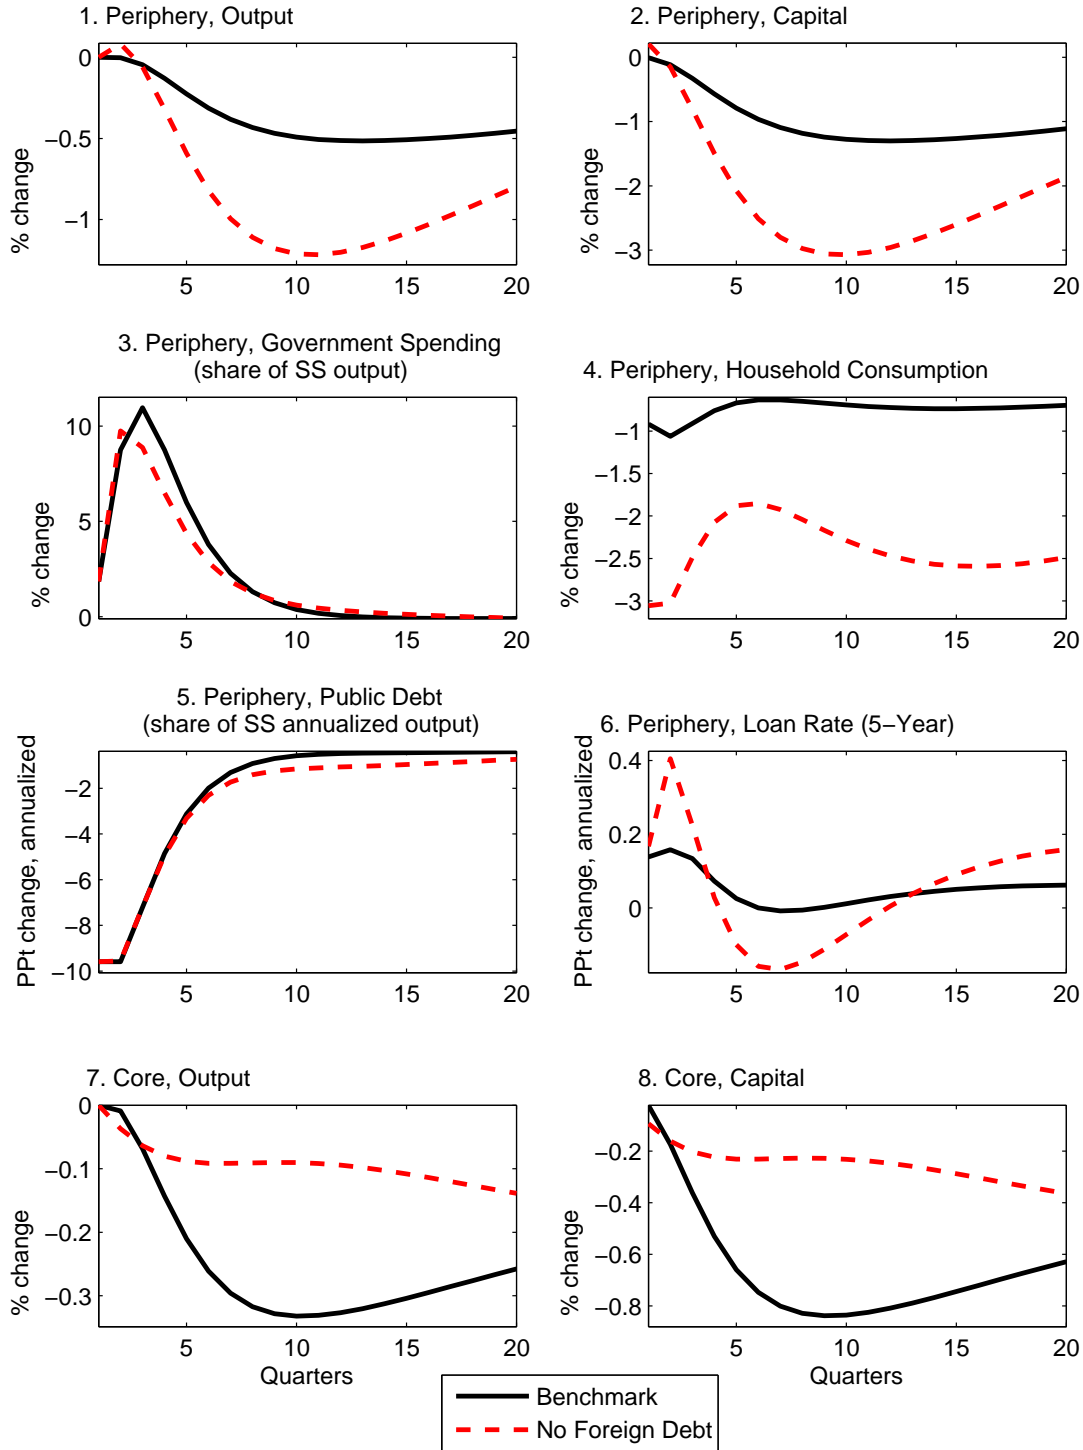 1. Periphery, Output
0
−0.5
−1
% change
5 10 15 20
2. Periphery, Capital
0
−1
−2
−3
% change
5 10 15 20
3. Periphery, Government Spending
(share of SS output)
10
5
0
% change
5 10 15 20
4. Periphery, Household Consumption
−1
−1.5
−2
−2.5
−3
% change
5 10 15 20
5. Periphery, Public Debt
(share of SS annualized output)
−2
−4
−6
−8
−10
PPt change, annualized
5 10 15 20
6. Periphery, Loan Rate (5−Year)
0.4
0.2
0
PPt change, annualized
5 10 15 20
7. Core, Output
0
−0.1
−0.2
−0.3
% change
5 10 15 20
Quarters
8. Core, Capital
−0.2
−0.4
−0.6
−0.8
% change
5 10 15 20
Quarters
Benchmark
No Foreign Debt